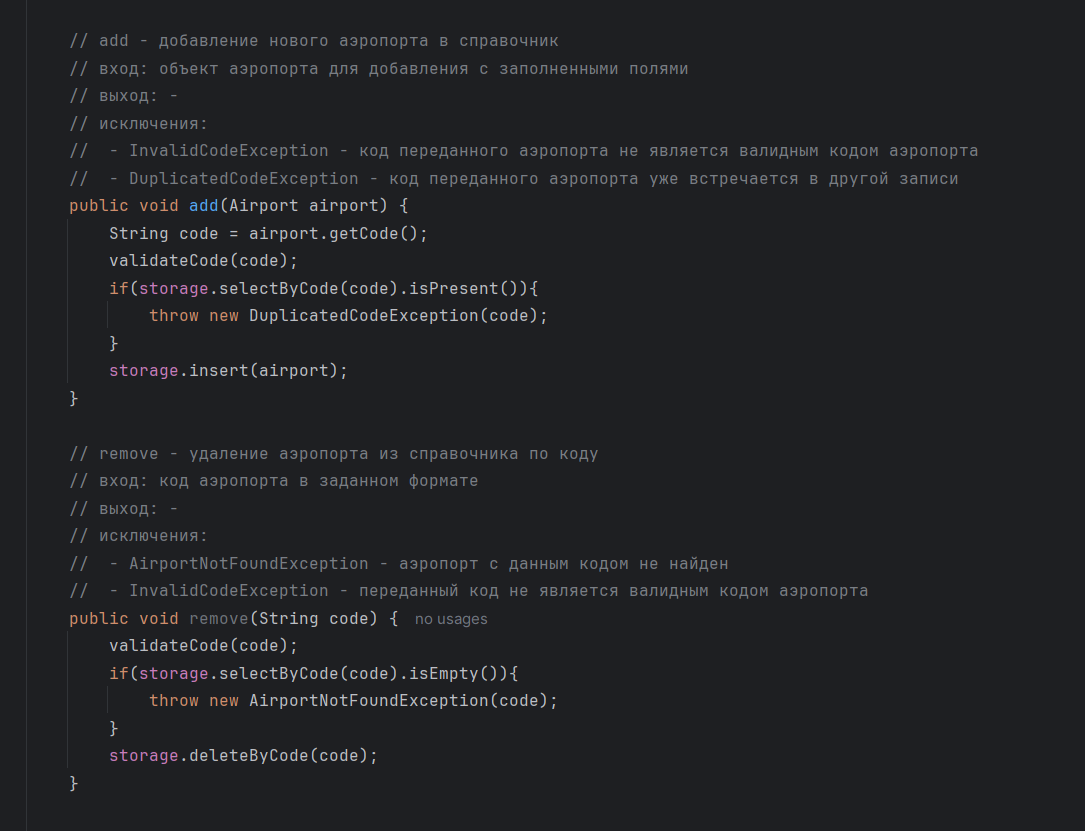 // add - добавление нового аэропорта в справочник
// вход: объект аэропорта для добавления с заполненными полями
// выход: -
// исключения:
//  - InvalidCodeException - код переданного аэропорта не является валидным кодом аэропорта
//  - DuplicatedCodeException - код переданного аэропорта уже встречается в другой записи
public void add(Airport airport) {
    String code = airport.getCode();
    validateCode(code);
    if(storage.selectByCode(code).isPresent()){
        throw new DuplicatedCodeException(code);
    }
    storage.insert(airport);
}
// remove - удаление аэропорта из справочника по коду
// вход: код аэропорта в заданном формате
// выход: -
// исключения:
//  - AirportNotFoundException - аэропорт с данным кодом не найден
//  - InvalidCodeException - переданный код не является валидным кодом аэропорта
public void remove(String code) { no usages
    validateCode(code);
    if(storage.selectByCode(code).isEmpty()){
        throw new AirportNotFoundException(code);
    }
    storage.deleteByCode(code);
}